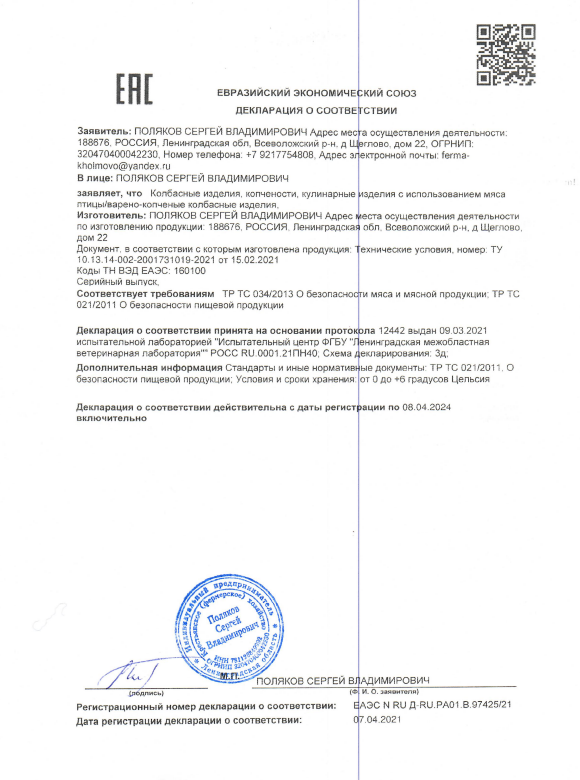 EAC
ЕВРАЗИЙСКИЙ ЭКОНОМИЧЕСКИЙ СОЮЗ
ДЕКЛАРАЦИЯ О СООТВЕТСТВИИ
Заявитель: ПОЛЯКОВ СЕРГЕЙ ВЛАДИМИРОВИЧ Адрес места осуществления деятельности:
188676, РОССИЯ, Ленинградская обл, Всеволожский р-н, д Щеглово, дом 22, ОГРНИП:
320470400042230, Номер телефона: +7 9217754808, Адрес электронной почты: ferma-
kholmovo@yandex.ru
В лице: ПОЛЯКОВ СЕРГЕЙ ВЛАДИМИРОВИЧ
заявляет, что Колбасные изделия, копчености, кулинарные изделия с использованием мяса
птицы/варено-копченые колбасные изделия,
Изготовитель: ПОЛЯКОВ СЕРГЕЙ ВЛАДИМИРОВИЧ Адрес места осуществления деятельности
по изготовлению продукции: 188676, РОССИЯ, Ленинградская обл, Всеволожский р-н, д Щеглово,
дом 22
Документ, в соответствии с которым изготовлена продукция: Технические условия, номер: ТУ
10.13.14-002-2001731019-2021 от 15.02.2021
Коды ТН ВЭД ЕАЭС: 160100
Серийный выпуск,
Соответствует требованиям ТР ТС 034/2013 О безопасности мяса и мясной продукции; ТР ТС
021/2011 О безопасности пищевой продукции
Декларация о соответствии принята на основании протокола 12442 выдан 09.03.2021
испытательной лабораторией "Испытательный центр ФГБУ "Ленинградская межобластная
ветеринарная лаборатория"" РОСС RU.0001.21ПН40; Схема декларирования: 3д;
Дополнительная информация Стандарты и иные нормативные документы: ТР ТС 021/2011, О
безопасности пищевой продукции; Условия и сроки хранения: от 0 до +6 градусов Цельсия
Декларация о соответствии действительна с даты регистрации по 08.04.2024
включительно
Индивидуальный предприниматель
Крестьянское (фермерское) хозяйство
Поляков
Сергей
Владимирович
Ленинградская область
М.П.
ПОЛЯКОВ СЕРГЕЙ ВЛАДИМИРОВИЧ
(подпись)
(Ф. И. О. заявителя)
Регистрационный номер декларации о соответствии: ЕАЭС N RU Д-RU.РА01.В.97425/21
Дата регистрации декларации о соответствии: 07.04.2021